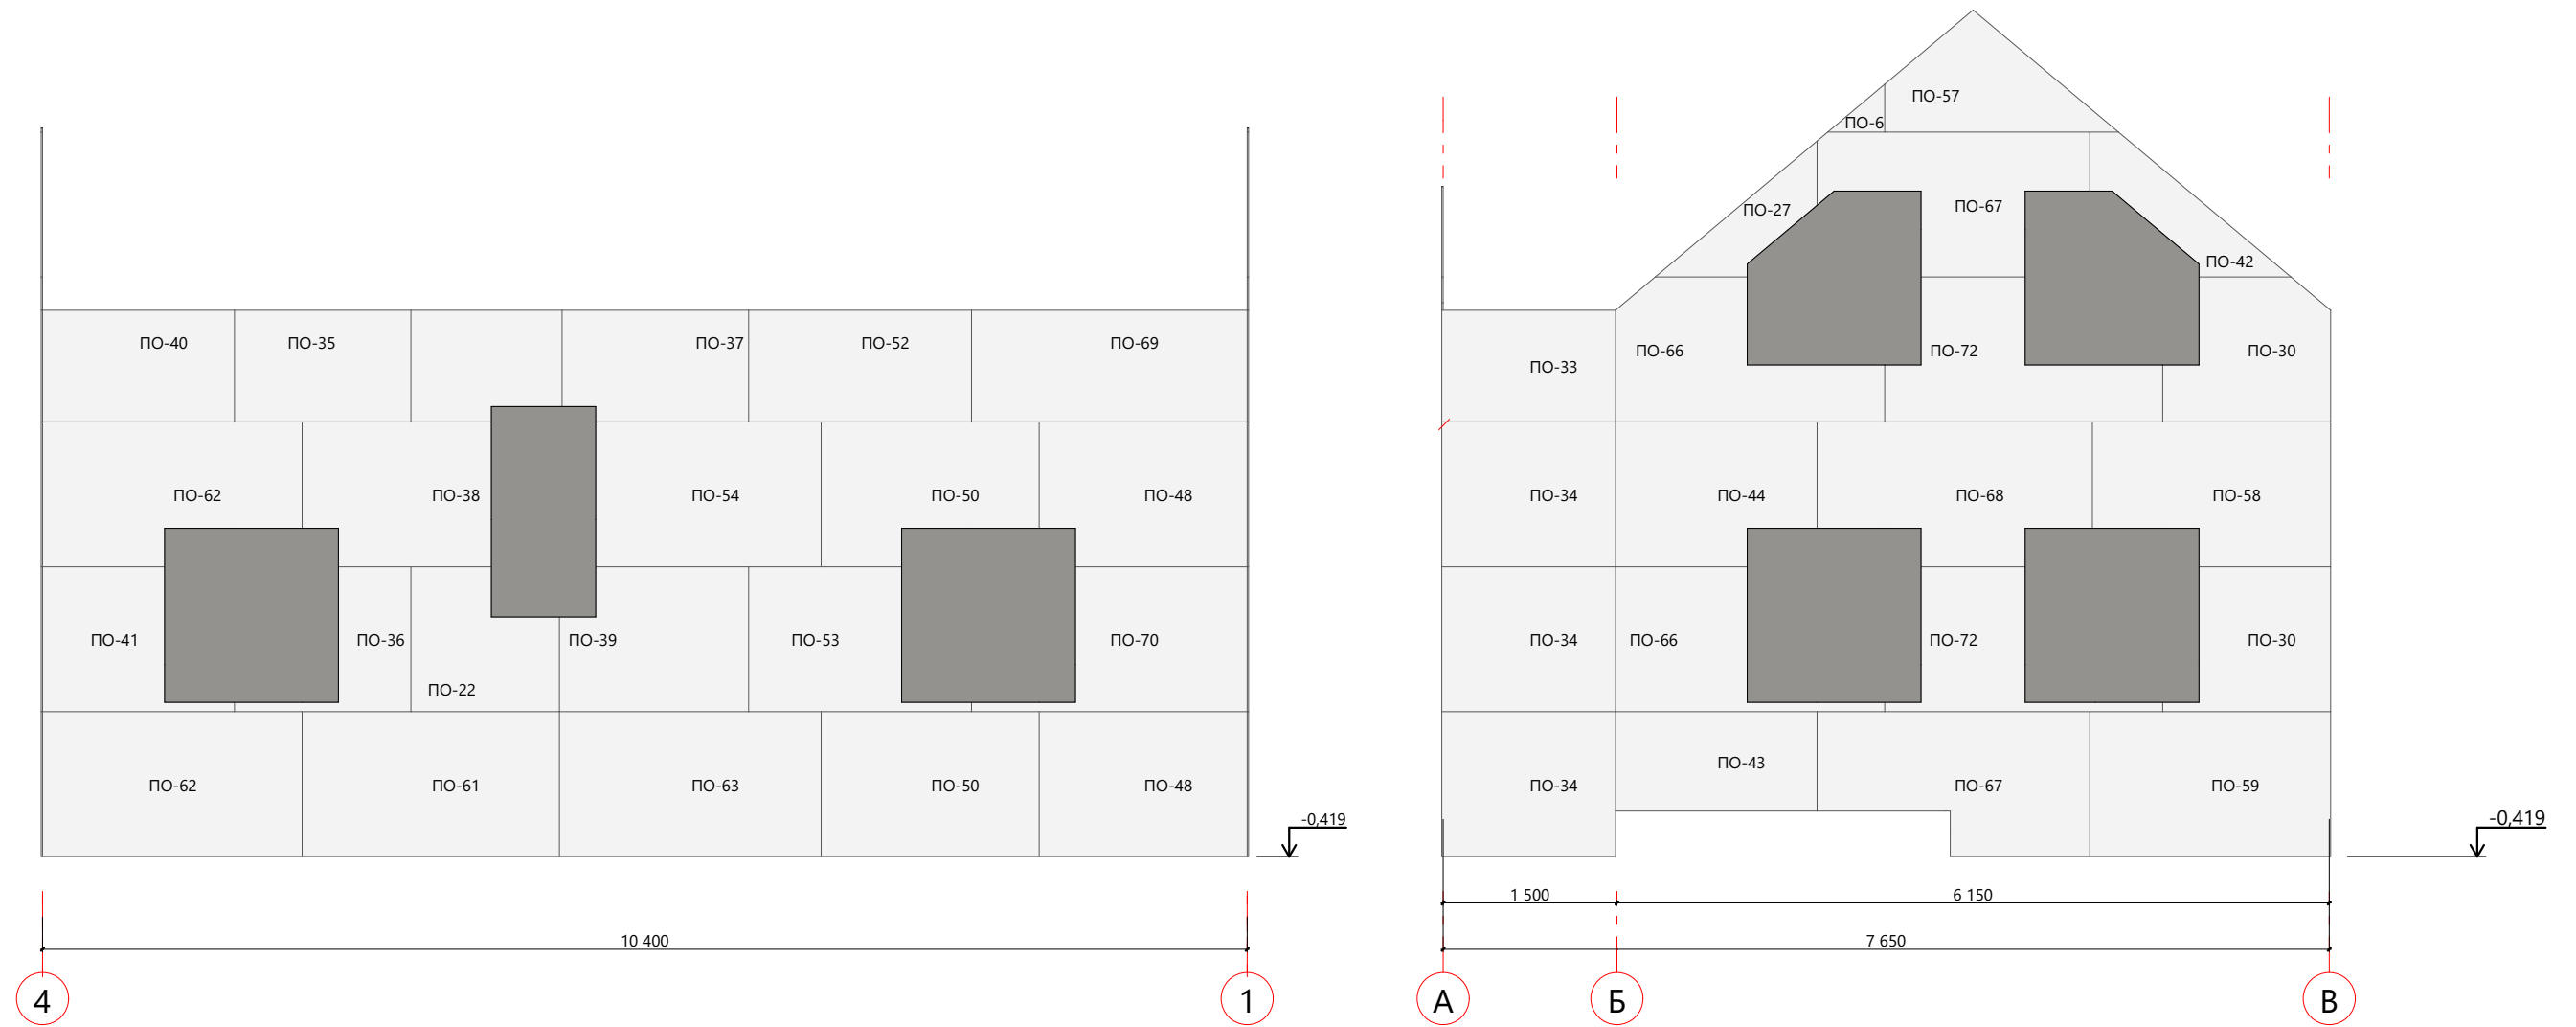 ПО-57
ПО-6
ПО-27
ПО-67
ПО-42
ПО-40
ПО-35
ПО-37
ПО-52
ПО-69
ПО-33
ПО-66
ПО-72
ПО-30
ПО-62
ПО-38
ПО-54
ПО-50
ПО-48
ПО-34
ПО-44
ПО-68
ПО-58
ПО-41
ПО-36
ПО-22
ПО-39
ПО-53
ПО-70
ПО-34
ПО-66
ПО-72
ПО-30
ПО-62
ПО-61
ПО-63
ПО-50
ПО-48
ПО-34
ПО-43
ПО-67
ПО-59
-0,419
-0,419
1 500
6 150
10 400
7 650
4
1
А
Б
В